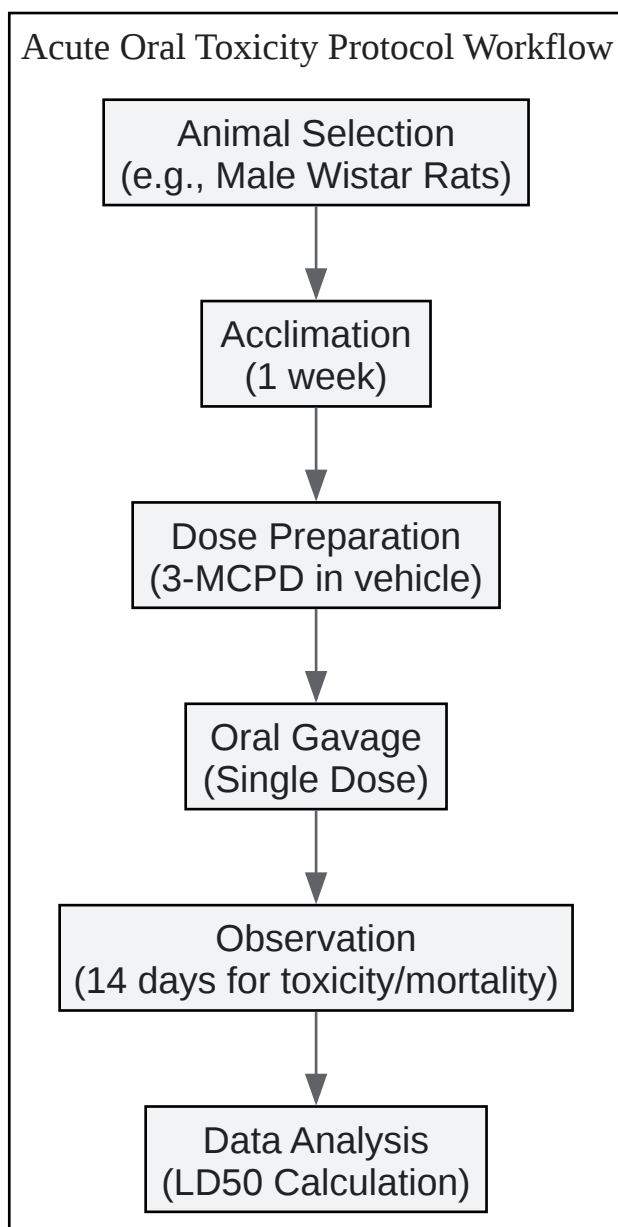 Acute Oral Toxicity Protocol Workflow
Animal Selection
(e.g., Male Wistar Rats)
Acclimation
(1 week)
Dose Preparation
(3-MCPD in vehicle)
Oral Gavage
(Single Dose)
Observation
(14 days for toxicity/mortality)
Data Analysis
(LD50 Calculation)